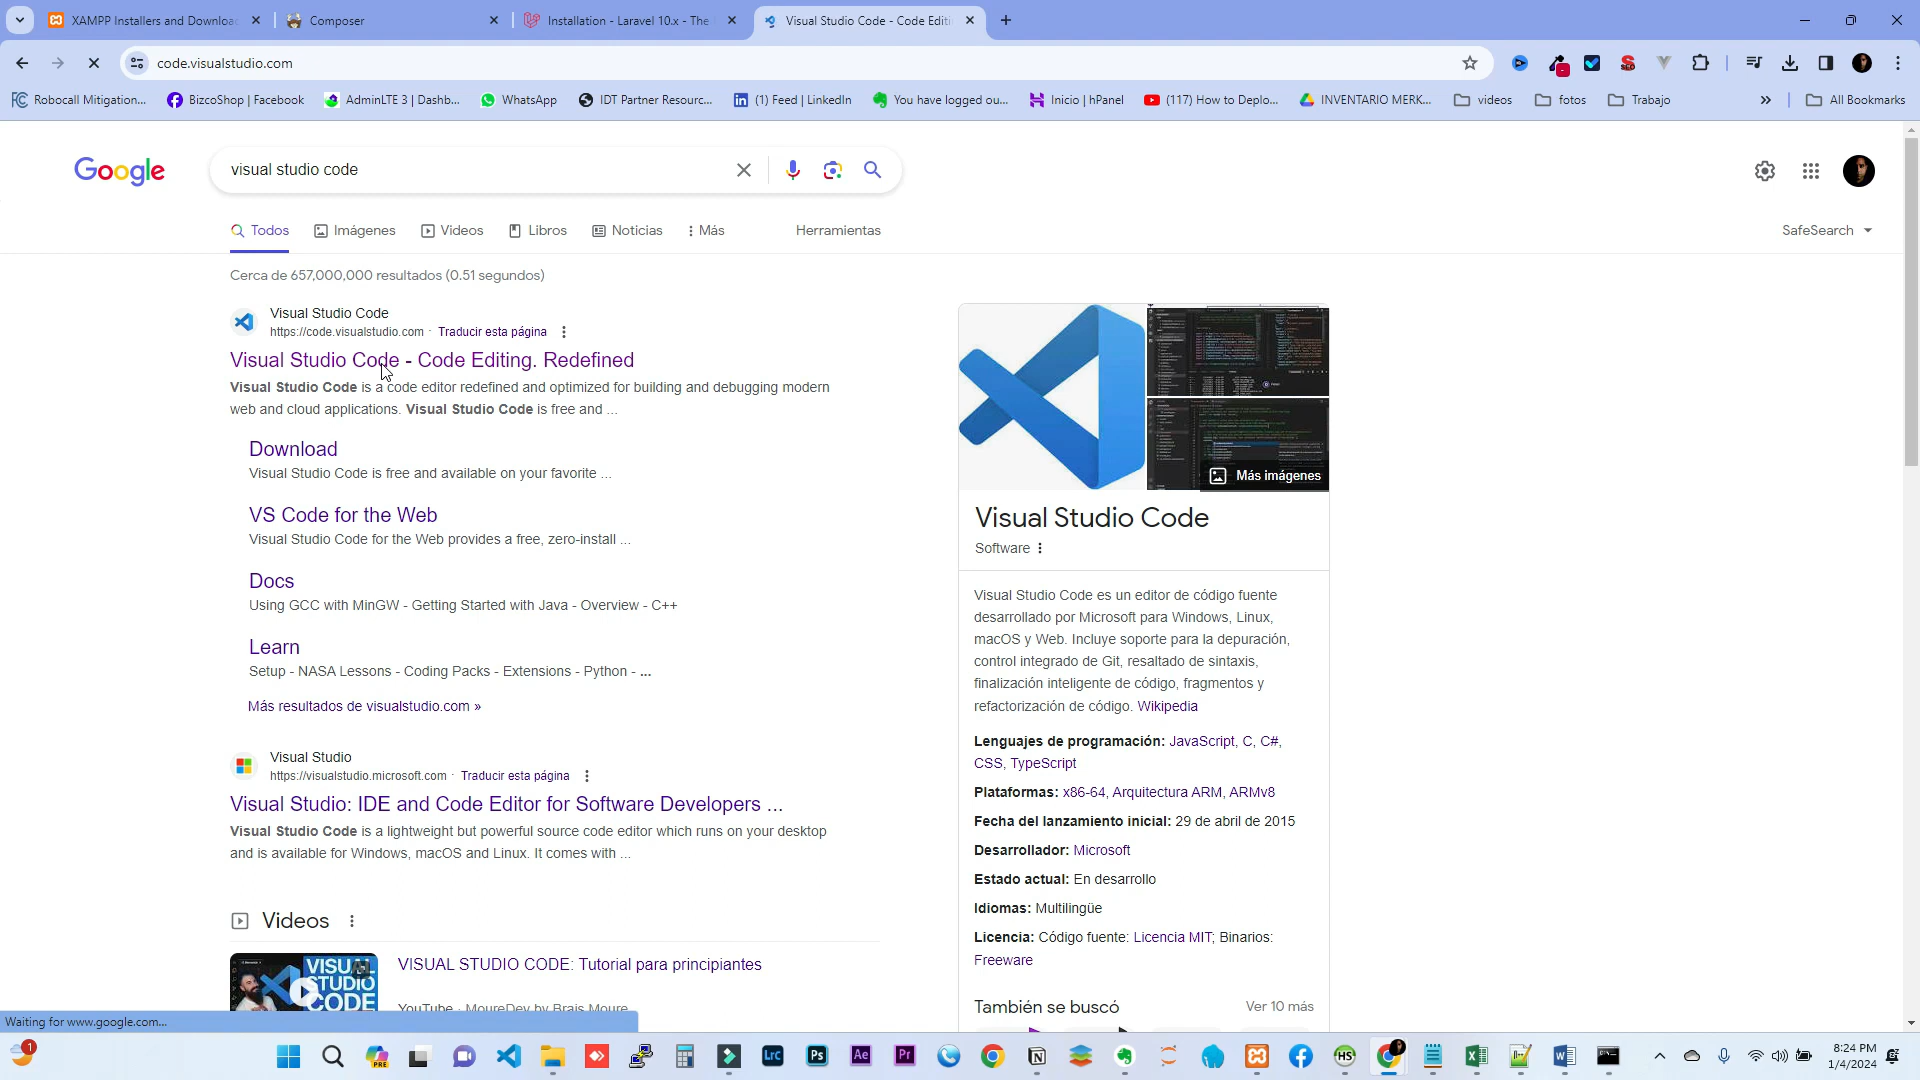 XAMPP Installers and Downloa
Composer
Installation - Laravel 10.x - The
Visual Studio Code - Code Editi
code.visualstudio.com
Robocall Mitigation...
BizcoShop | Facebook
AdminLTE 3 | Dashb...
WhatsApp
IDT Partner Resourc...
(1) Feed | LinkedIn
You have logged ou...
Inicio | hPanel
(117) How to Deplo...
INVENTARIO MERK...
videos
fotos
Trabajo
»
All Bookmarks
Google
visual studio code
Todos
Imágenes
Videos
Libros
Noticias
Más
Herramientas
SafeSearch
Cerca de 657,000,000 resultados (0.51 segundos)
Visual Studio Code
https://code.visualstudio.com · Traducir esta página
Visual Studio Code - Code Editing. Redefined
Visual Studio Code is a code editor redefined and optimized for building and debugging modern
web and cloud applications. Visual Studio Code is free and ...
Download
Visual Studio Code is free and available on your favorite ...
VS Code for the Web
Visual Studio Code for the Web provides a free, zero-install ...
Docs
Using GCC with MinGW - Getting Started with Java - Overview - C++
Learn
Setup - NASA Lessons - Coding Packs - Extensions - Python - ...
Más resultados de visualstudio.com »
Visual Studio
https://visualstudio.microsoft.com · Traducir esta página
Visual Studio: IDE and Code Editor for Software Developers ...
Visual Studio Code is a lightweight but powerful source code editor which runs on your desktop
and is available for Windows, macOS and Linux. It comes with ...
Videos
VISUAL
STUDIO
CODE
VISUAL STUDIO CODE: Tutorial para principiantes
YouTube · MoureDev by Brais Moure
Más imágenes
Visual Studio Code
Software
Visual Studio Code es un editor de código fuente
desarrollado por Microsoft para Windows, Linux,
macOS y Web. Incluye soporte para la depuración,
control integrado de Git, resaltado de sintaxis,
finalización inteligente de código, fragmentos y
refactorización de código. Wikipedia
Lenguajes de programación: JavaScript, C, C#,
CSS, TypeScript
Plataformas: x86-64, Arquitectura ARM, ARMv8
Fecha del lanzamiento inicial: 29 de abril de 2015
Desarrollador: Microsoft
Estado actual: En desarrollo
Idiomas: Multilingüe
Licencia: Código fuente: Licencia MIT; Binarios:
Freeware
También se buscó
Ver 10 más
Waiting for www.google.com...
1
PRE
Lrc
Ps
Ae
Pr
HS
8:24 PM
1/4/2024